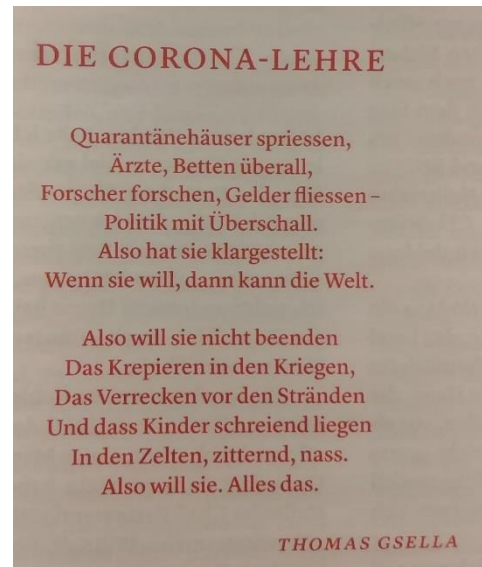 DIE CORONA-LEHRE
Quarantänehäuser spriessen,
Ärzte, Betten überall,
Forscher forschen, Gelder fliessen –
Politik mit Überschall.
Also hat sie klargestellt:
Wenn sie will, dann kann die Welt.
Also will sie nicht beenden
Das Krepieren in den Kriegen,
Das Verrecken vor den Stränden
Und dass Kinder schreiend liegen
In den Zelten, zitternd, nass.
Also will sie. Alles das.
THOMAS GSELLA